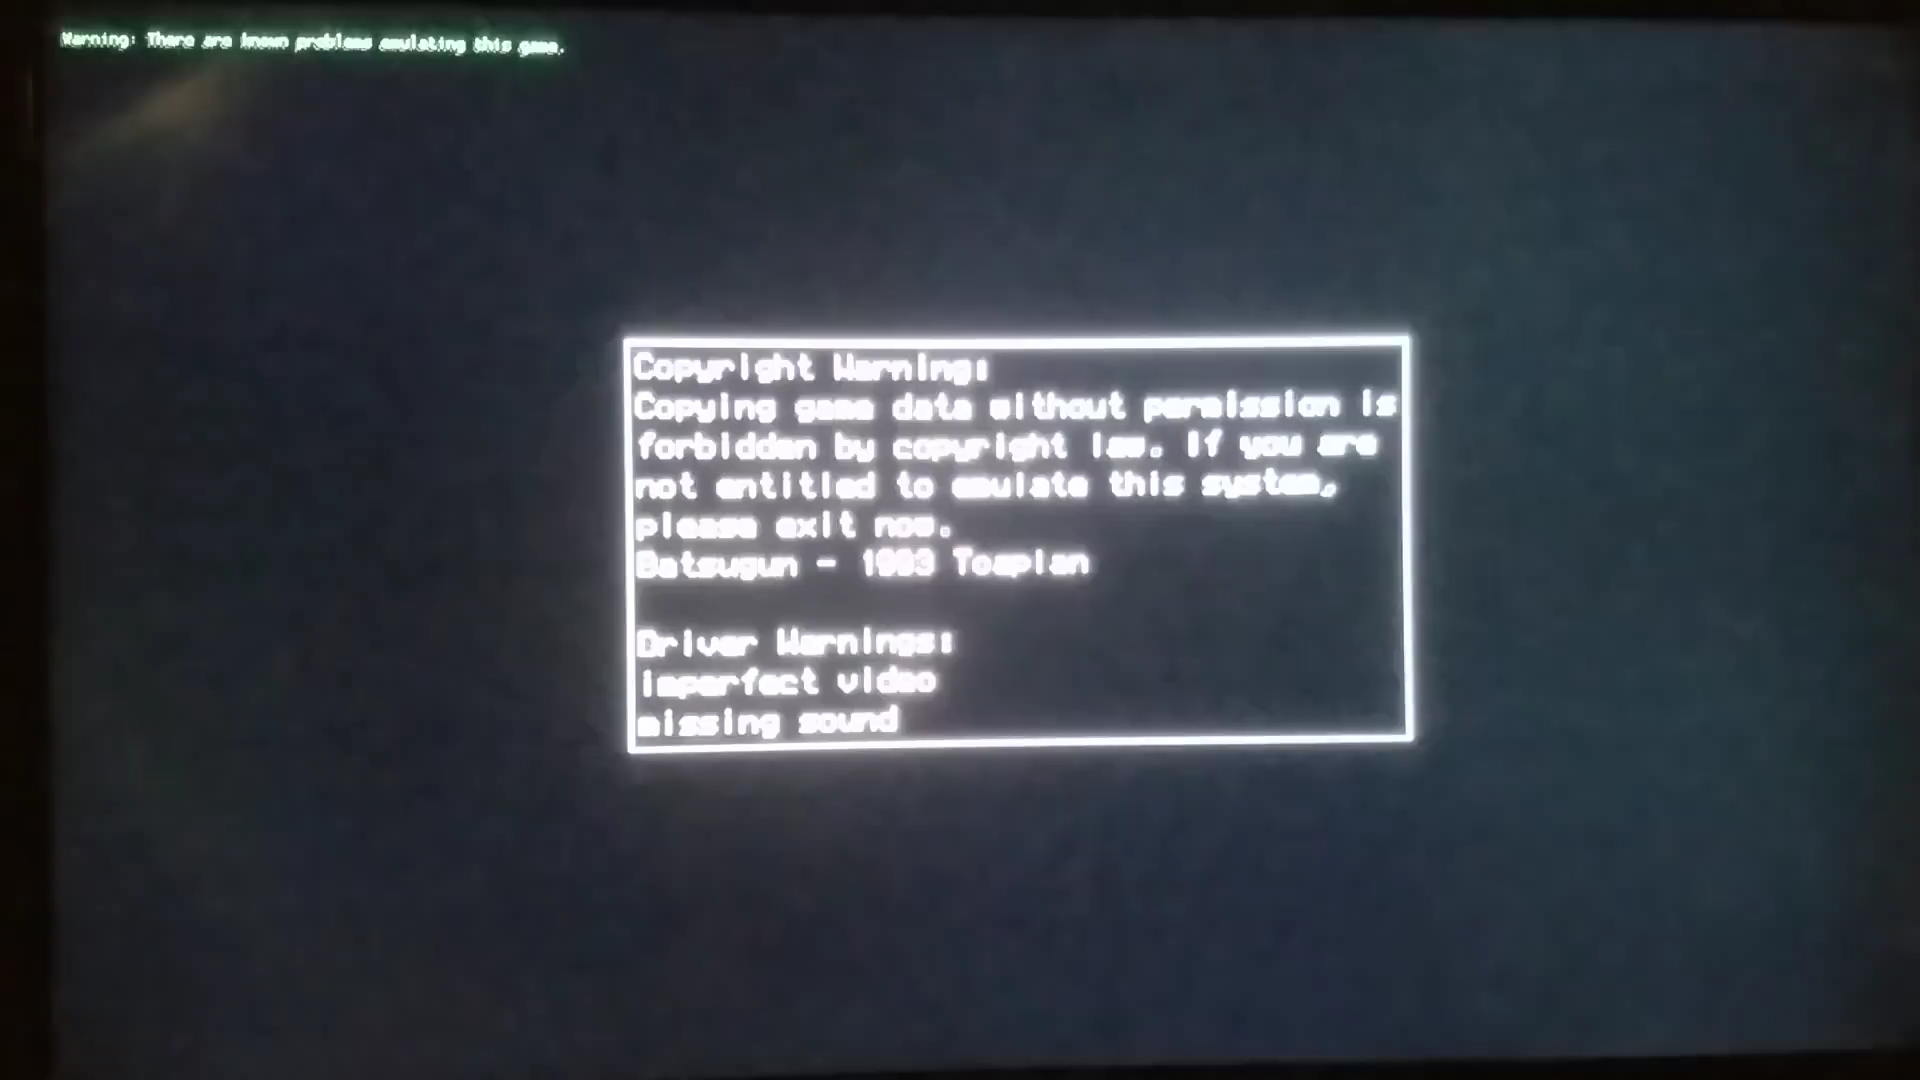 Warning: There are known problems emulating this game.
Copyright Warning:
Copying game data without permission is
forbidden by copyright law. If you are
not entitled to emulate this system,
please exit now.
Batsugun - 1993 Toaplan
Driver Warnings:
imperfect video
missing sound